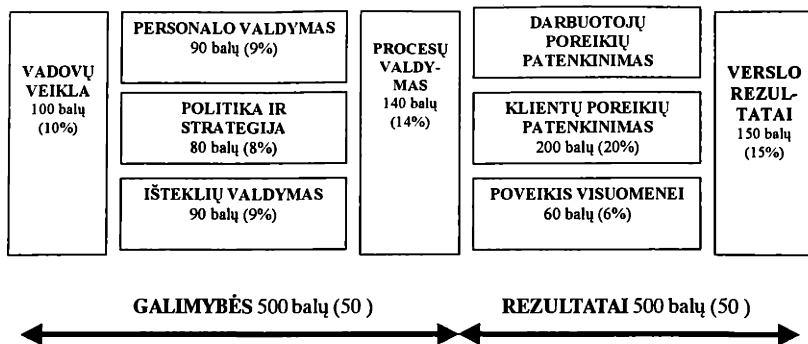 VADOVŲ
VEIKLA
100 balų
(10%)
PERSONALO VALDYMAS
90 balų (9%)
POLITIKA IR
STRATEGIJA
80 balų (8%)
IŠTEKLIŲ VALDYMAS
90 balų (9%)
PROCESŲ
VALDY-
MAS
140 balų
(14%)
DARBUOTOJŲ
POREIKIŲ
PATENKINIMAS
KLIENTŲ POREIKIŲ
PATENKINIMAS
200 balų (20%)
POVEIKIS VISUOMENEI
60 balų (6%)
VERSLO
REZUL-
TATAI
150 balų
(15%)
GALIMYBĖS 500 balų (50 )
REZULTATAI 500 balų (50 )